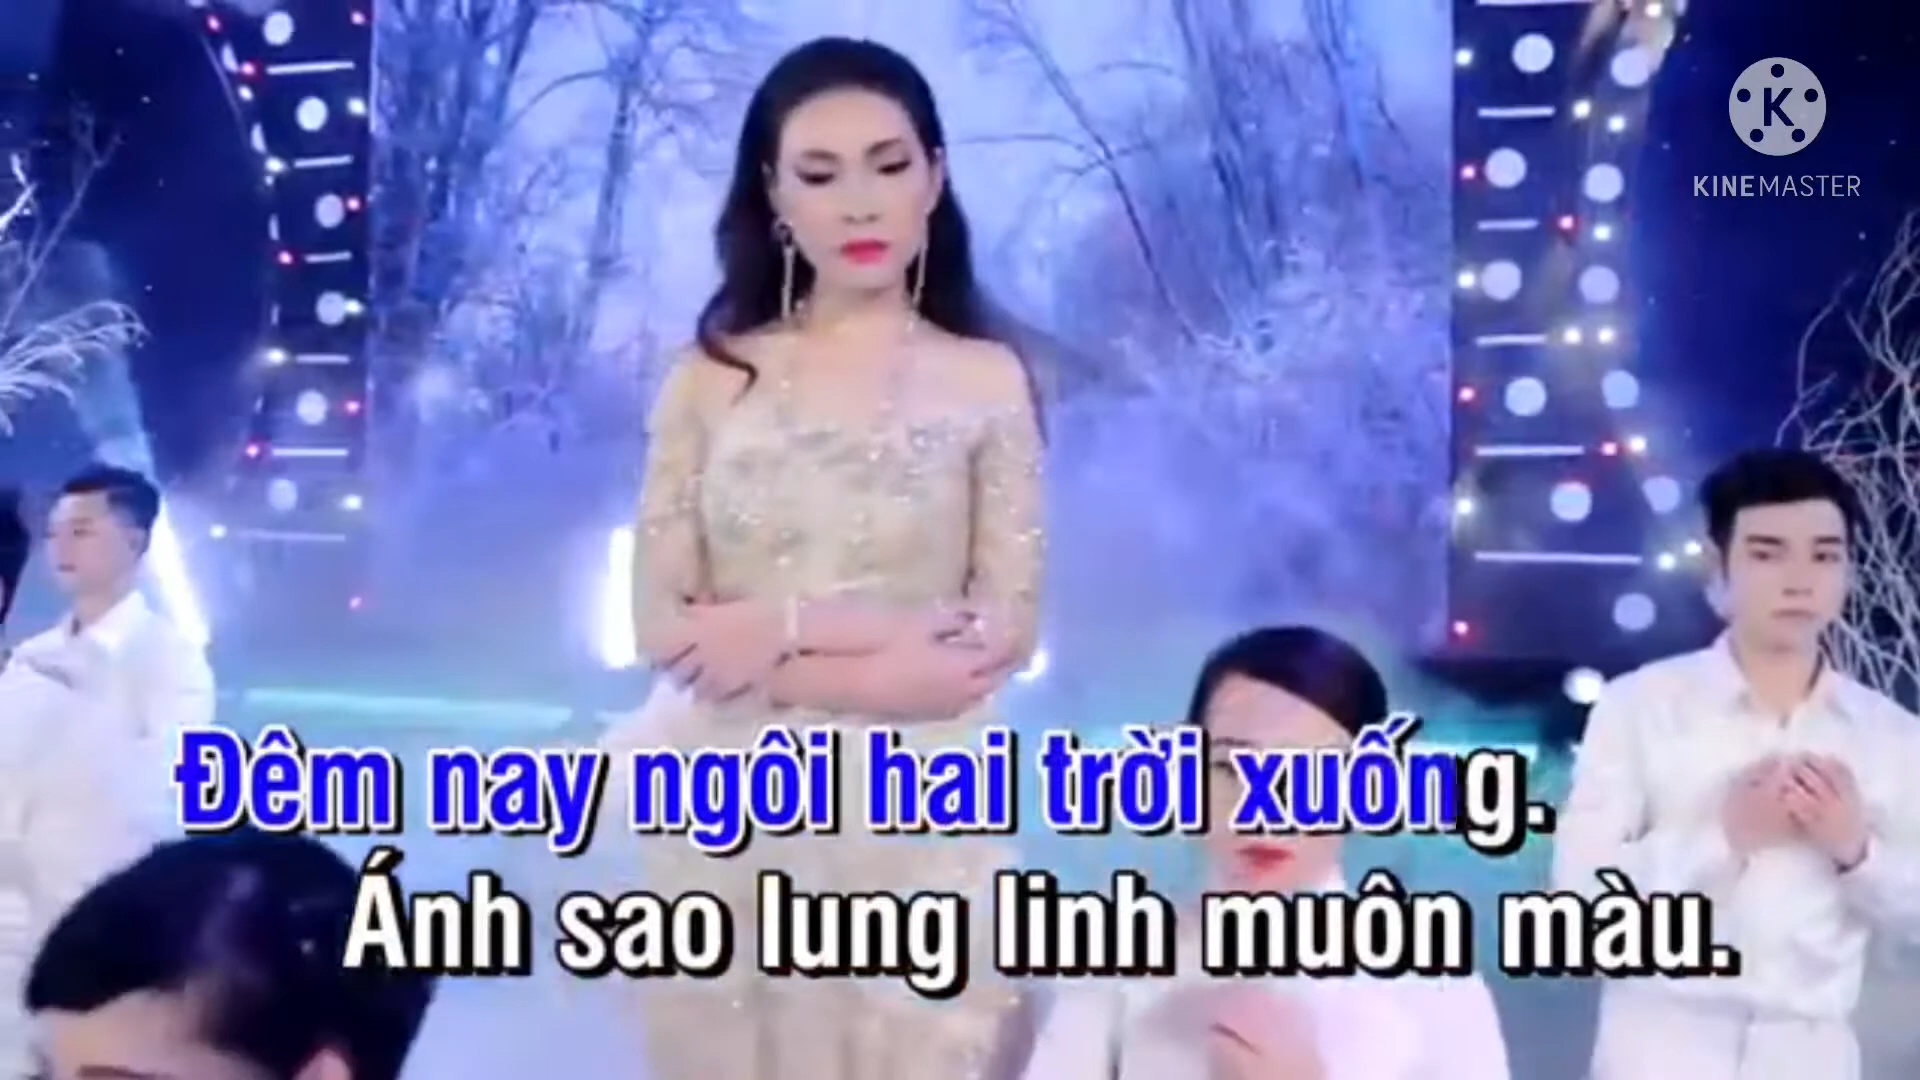 K
KINEMASTER
Đêm nay ngôi hai trời xuống.
Ánh sao lung linh muôn màu.